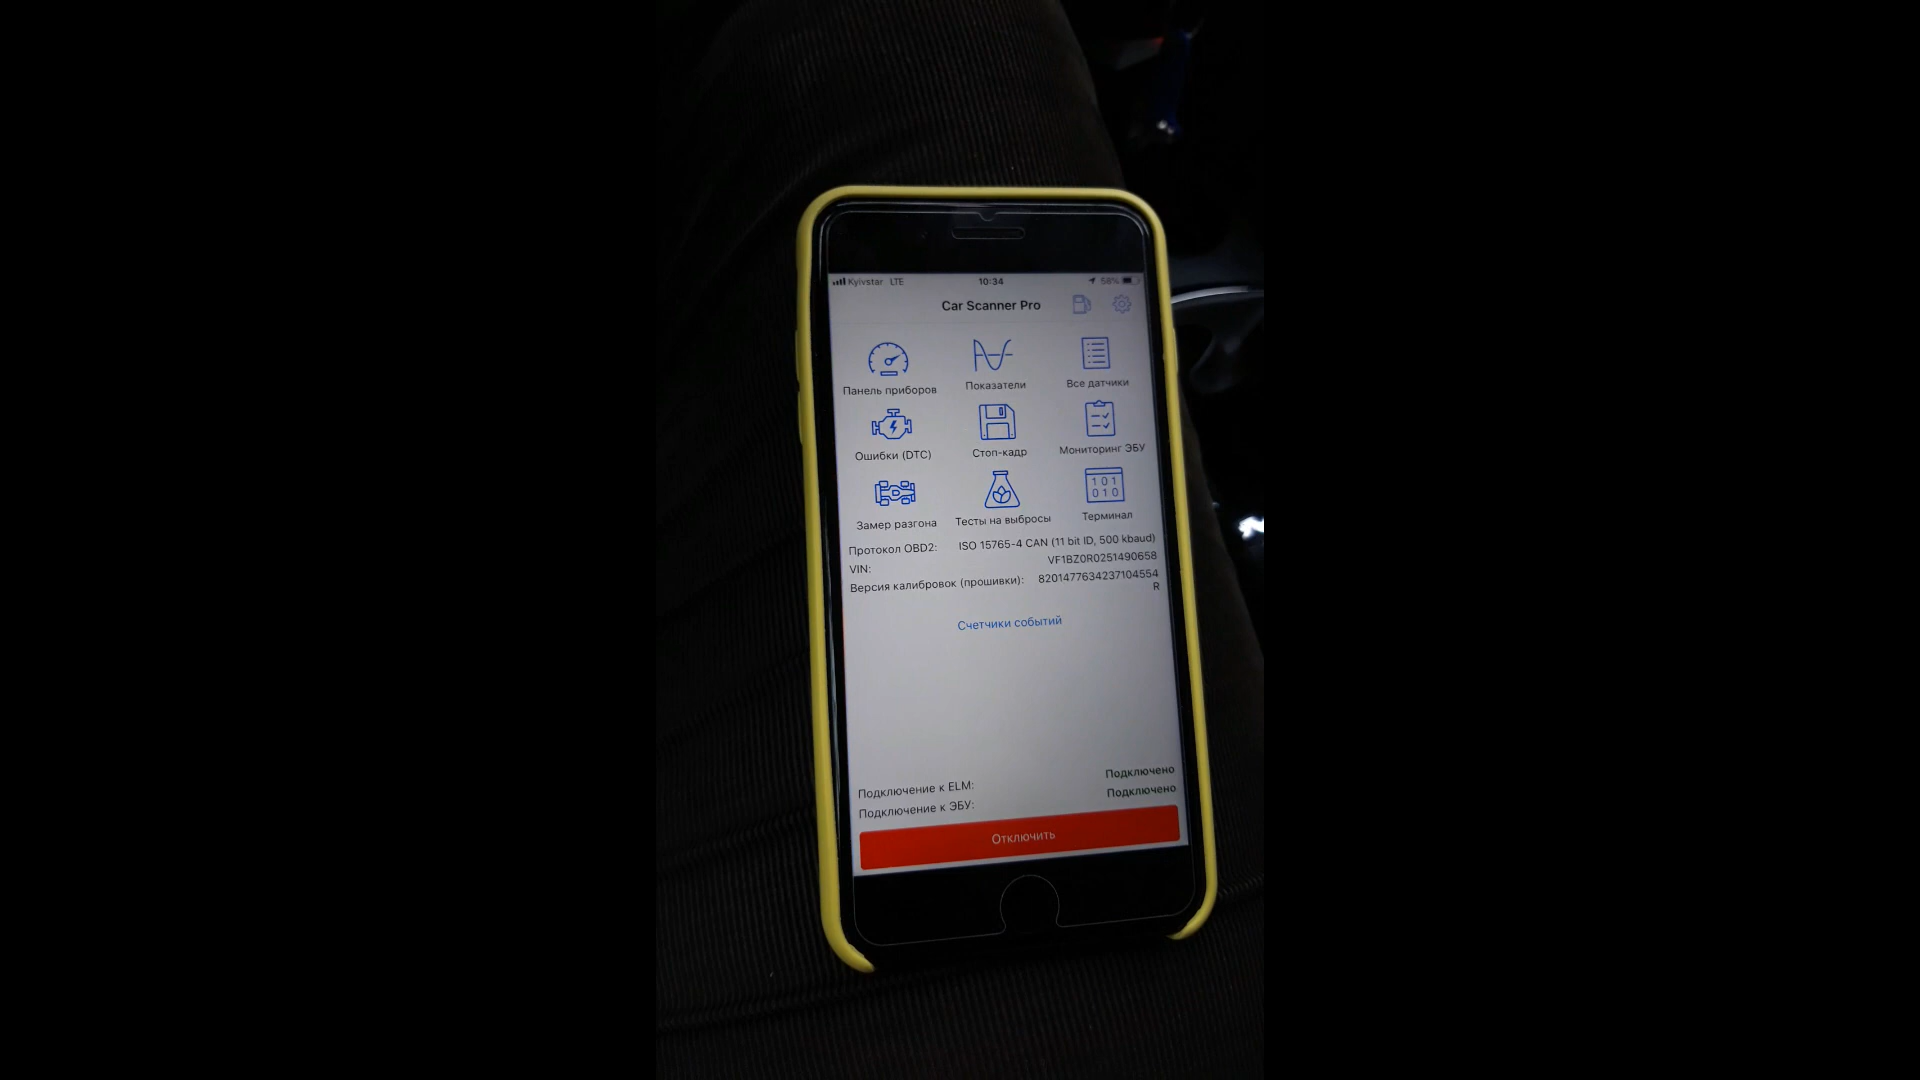 Kyivstar LTE 10:34 58%
Car Scanner Pro
Панель приборов Показатели Все датчики
Ошибки (DTC) Стоп-кадр Мониторинг ЭБУ
101
010
Замер разгона Тесты на выбросы Терминал
Протокол OBD2: ISO 15765-4 CAN (11 bit ID, 500 kbaud)
VIN: VF1BZ0R0251490658
Версия калибровок (прошивки): 8201477634237104554
R
Счетчики событий
Подключение к ELM: Подключено
Подключение к ЭБУ: Подключено
Отключить